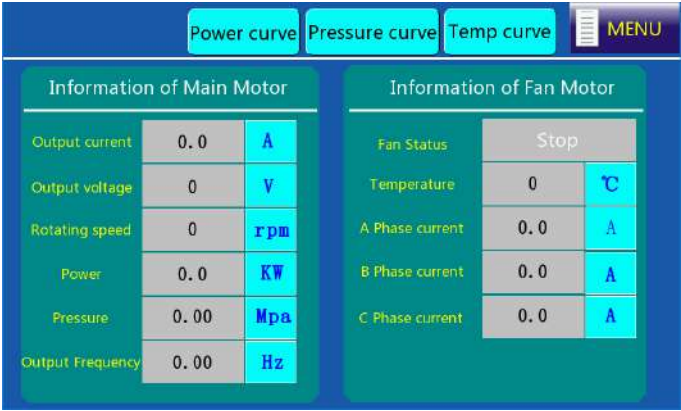 Power curve Pressure curve Temp curve MENU
Information of Main Motor
Output current 0.0 A
Output voltage 0 V
Rotating speed 0 rpm
Power 0.0 KW
Pressure 0.00 Mpa
Output Frequency 0.00 Hz
Information of Fan Motor
Fan Status Stop
Temperature 0 ℃
A Phase current 0.0 A
B Phase current 0.0 A
C Phase current 0.0 A